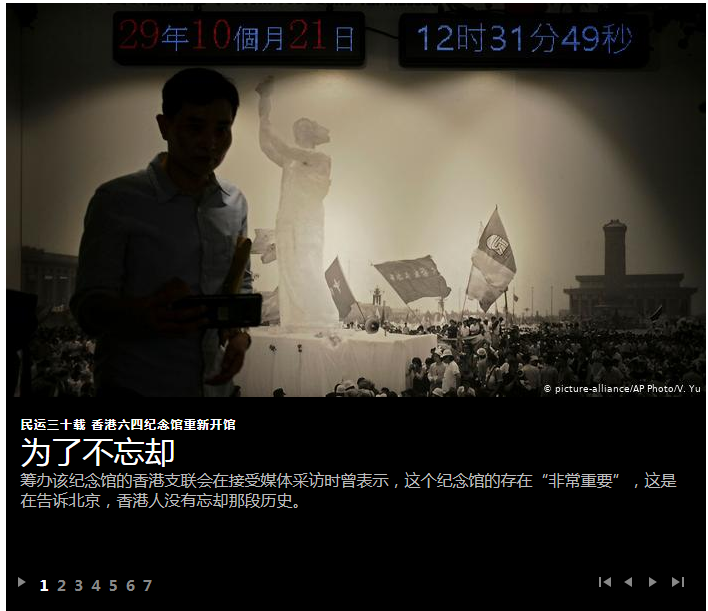 29年10個月21日
12时31分49秒
© picture-alliance/AP Photo/V. Yu
民运三十载 香港六四纪念馆重新开馆
为了不忘却
筹办该纪念馆的香港支联会在接受媒体采访时曾表示，这个纪念馆的存在“非常重要”，这是
在告诉北京，香港人没有忘却那段历史。
1 2 3 4 5 6 7